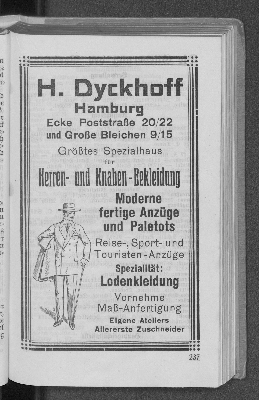 H. Dyckhoff
Hamburg
Ecke Poststraße 20/22
und Große Bleichen 9/15
Größtes Spezialhaus
für
Herren- und Knaben-Bekleidung
Moderne
fertige Anzüge
und Paletots
Reise-, Sport- und
Touristen-Anzüge
Spezialität:
Lodenkleidung
Vornehme
Maß-Anfertigung
Eigene Ateliers
Allererste Zuschneider
237